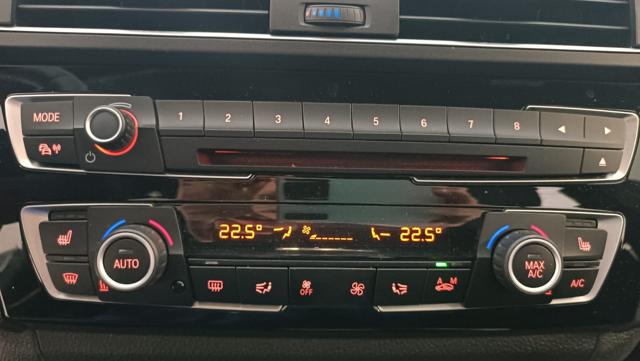 MODE 1 2 3 4 5 6 7 8
22.5° 22.5°
AUTO MAX A/C
OFF M A/C